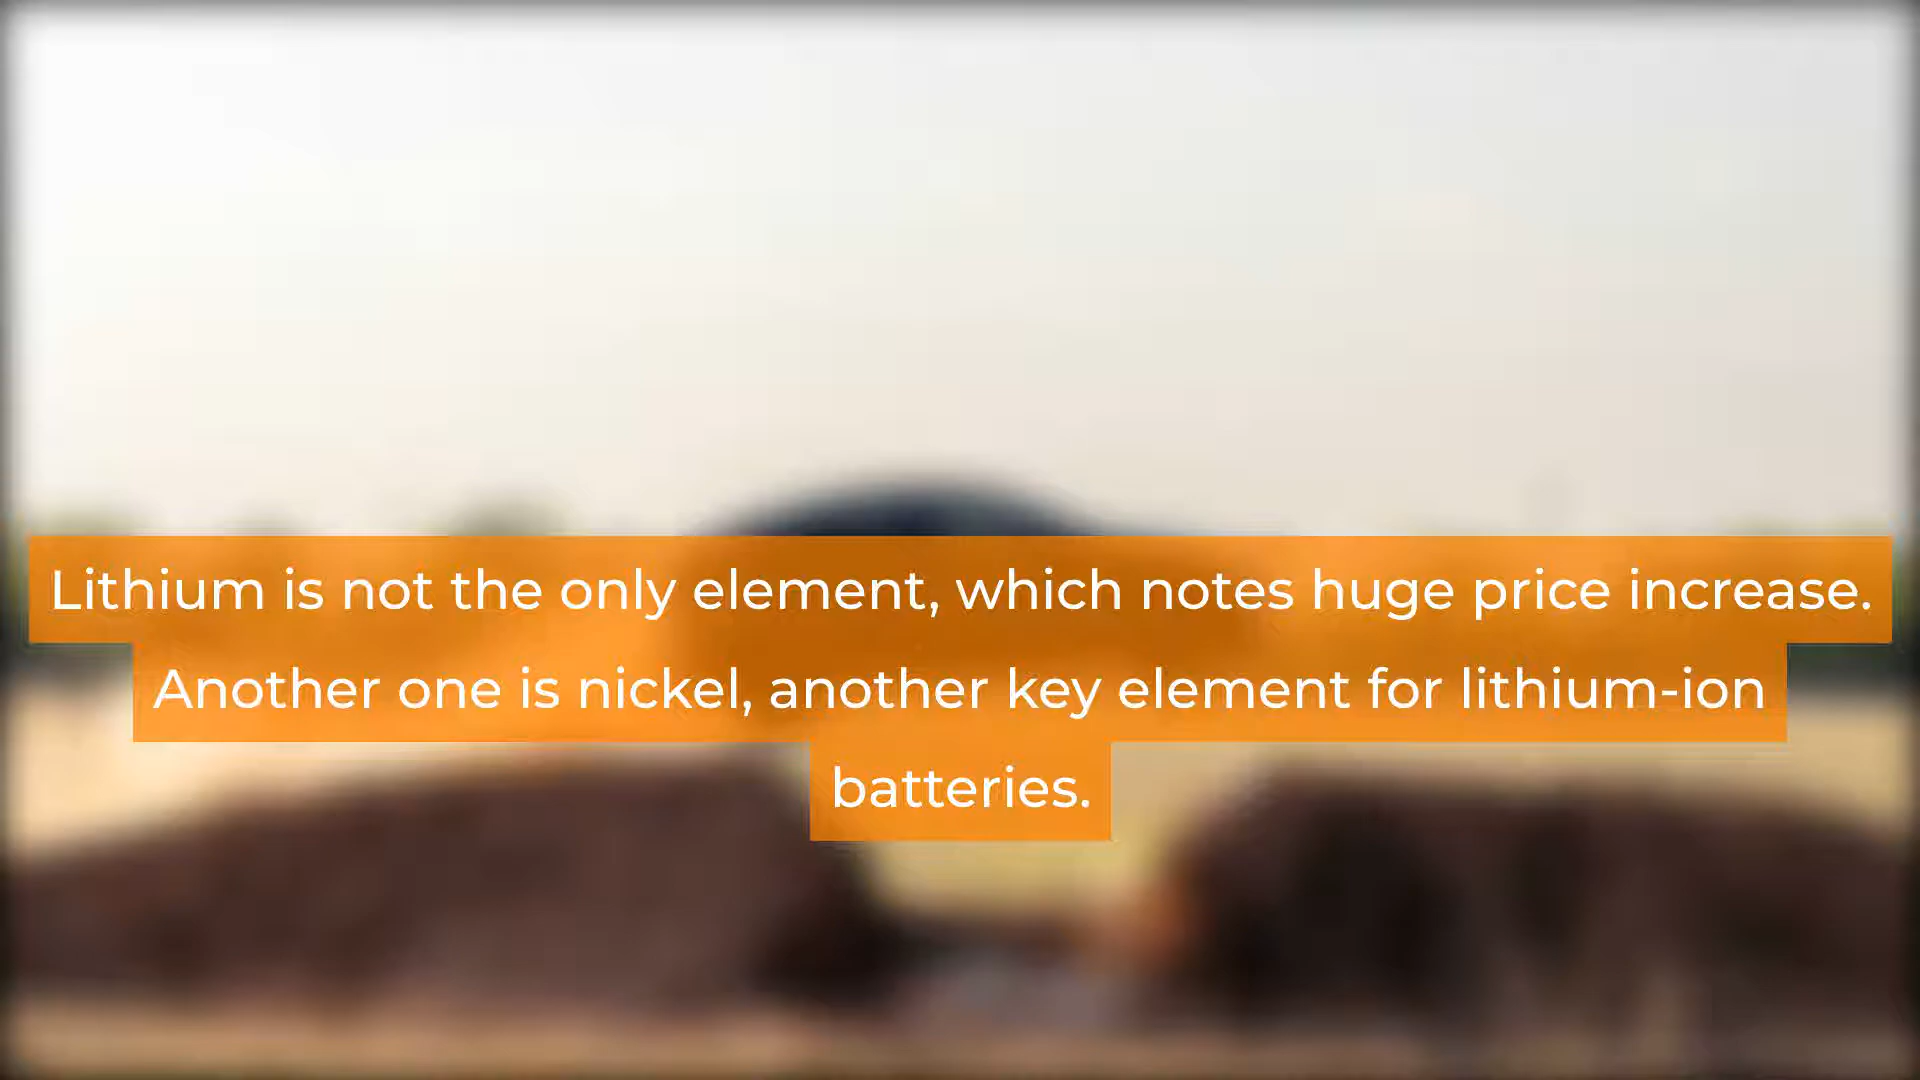 Lithium is not the only element, which notes huge price increase.
Another one is nickel, another key element for lithium-ion
batteries.